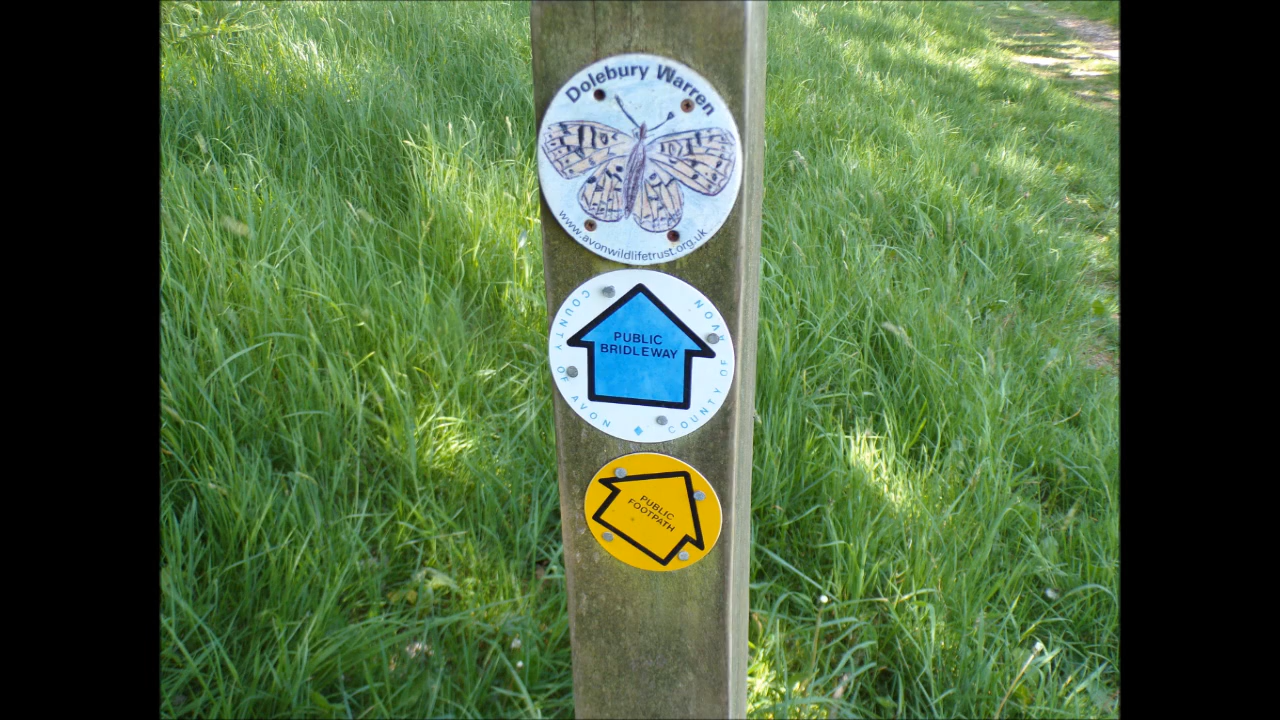 Dolebury Warren
www.avonwildlifetrust.org.uk
COUNTY OF AVON
COUNTY OF AVON
PUBLIC
BRIDLEWAY
PUBLIC
FOOTPATH